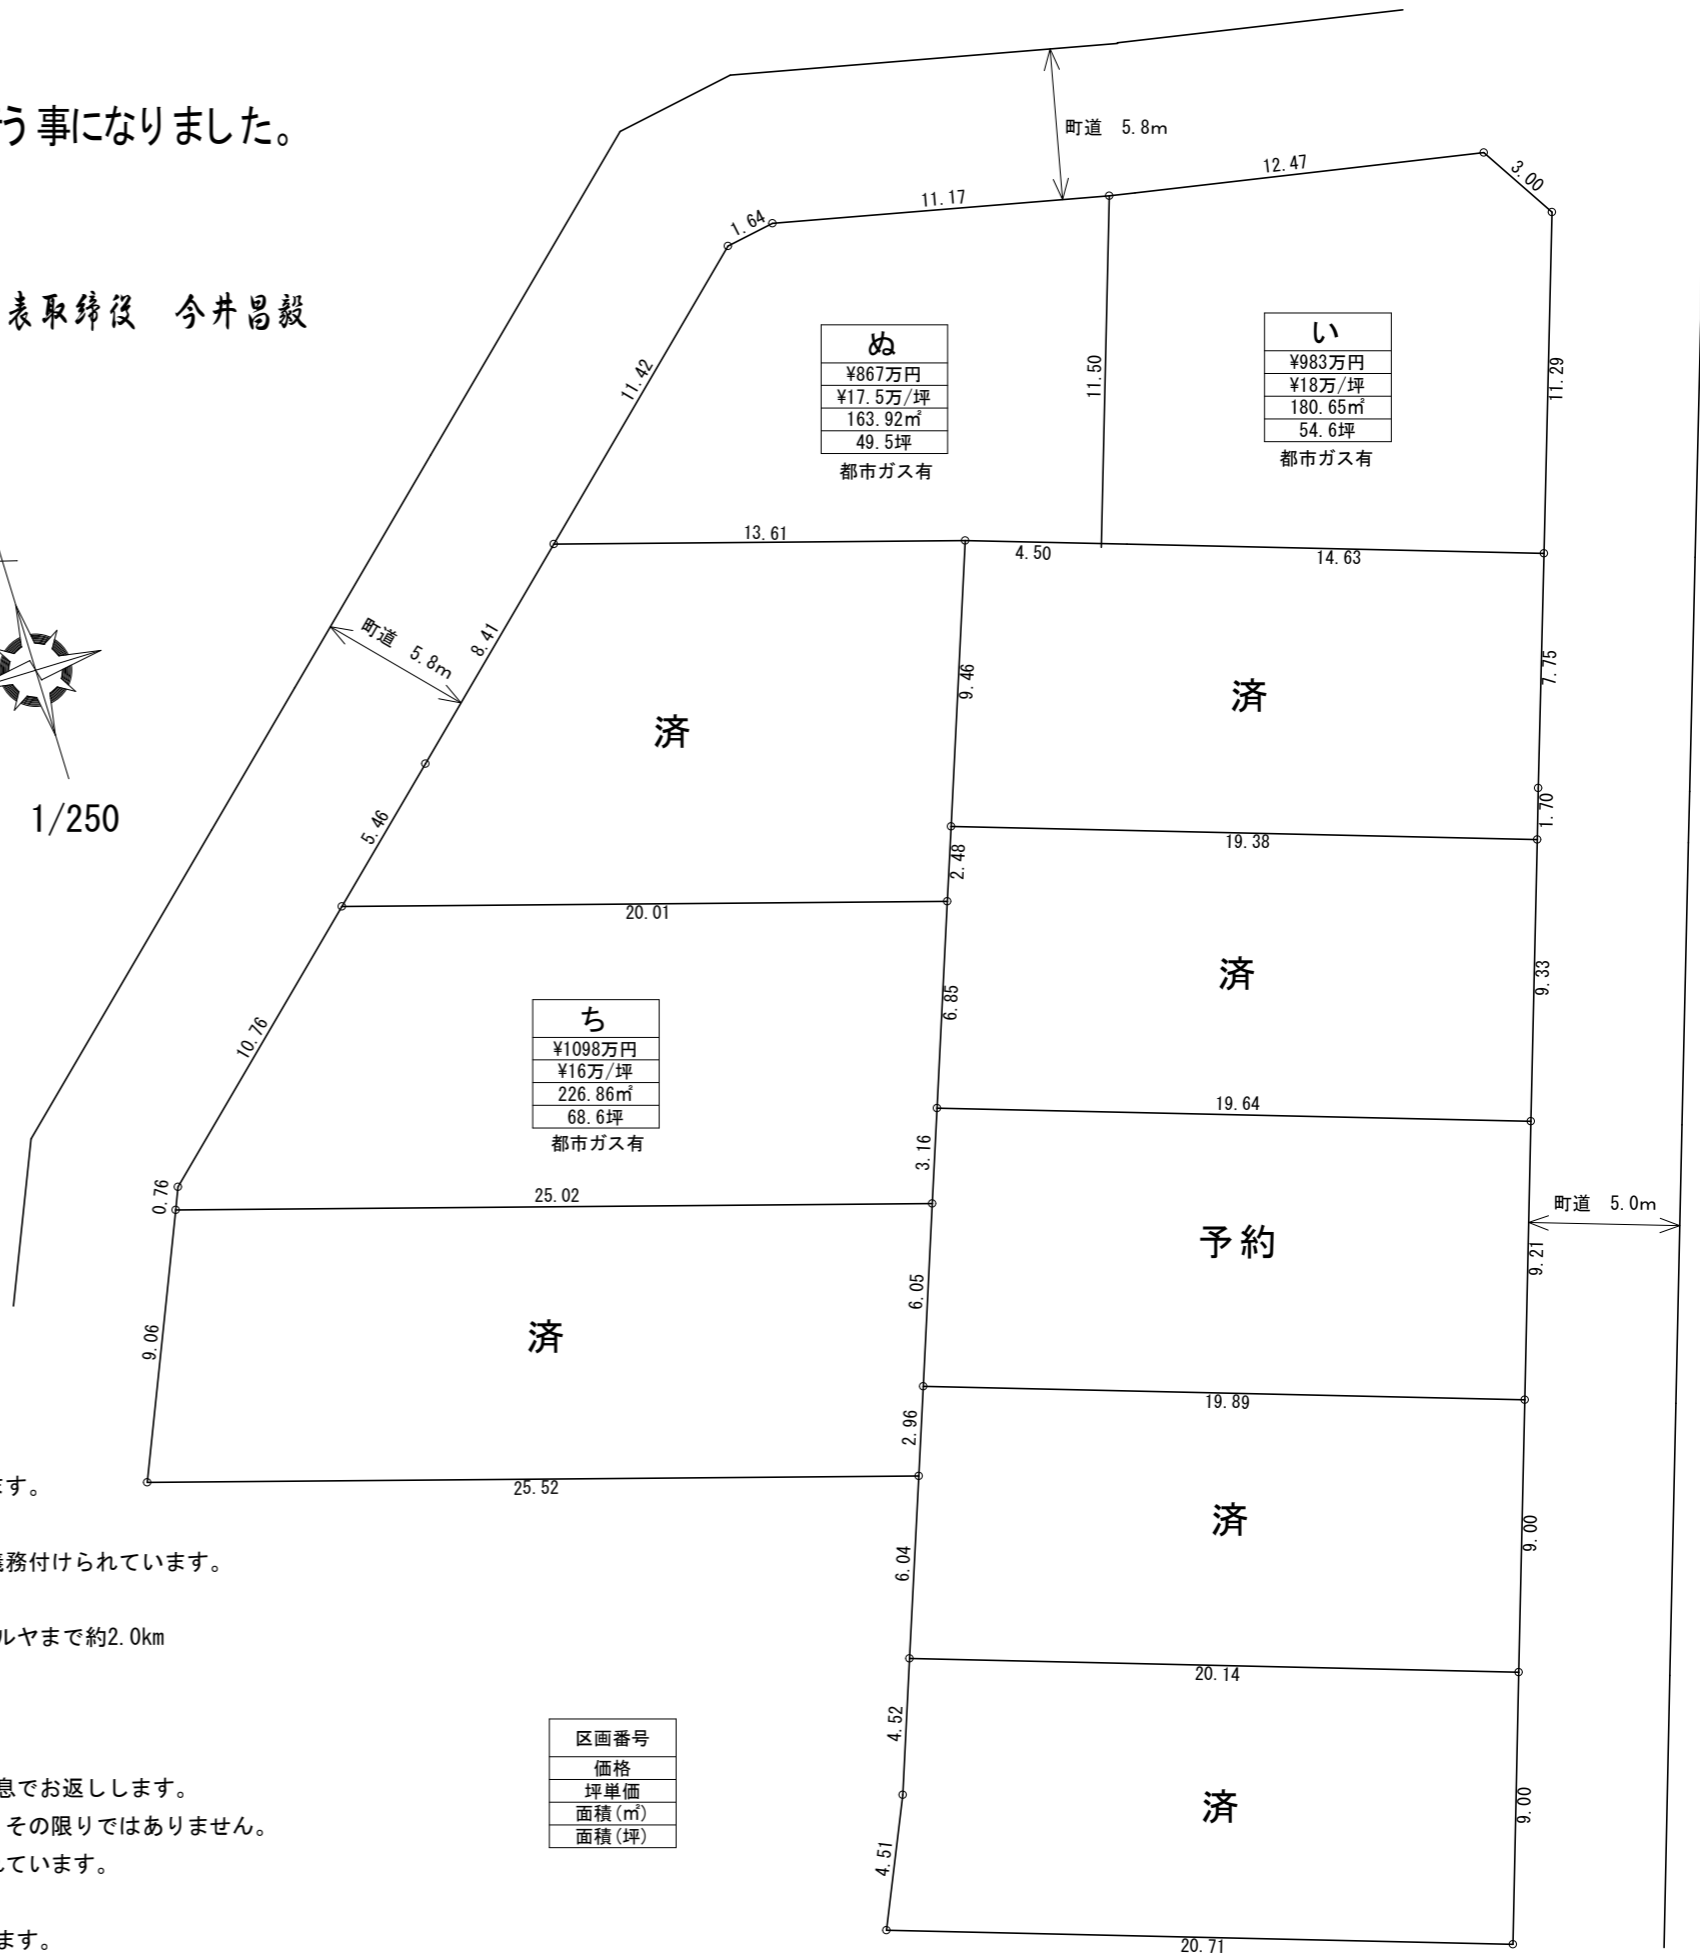 う事になりました。
表取締役　今井昌毅
町道　5.8m
12.47
3.00
11.17
1.64
11.42
11.50
11.29
ぬ
¥867万円
¥17.5万/坪
163.92㎡
49.5坪
都市ガス有
い
¥983万円
¥18万/坪
180.65㎡
54.6坪
都市ガス有
13.61
4.50
14.63
町道　5.8m
8.41
9.46
7.75
済
済
1/250
5.46
1.70
19.38
2.48
20.01
済
9.33
6.85
10.76
ち
¥1098万円
¥16万/坪
226.86㎡
68.6坪
都市ガス有
19.64
3.16
0.76
25.02
町道　5.0m
予約
9.21
6.05
9.06
済
19.89
2.96
ます。
25.52
済
9.00
義務付けられています。
6.04
ルヤまで約2.0km
20.14
4.52
区画番号
価格
坪単価
面積(㎡)
面積(坪)
息でお返しします。
その限りではありません。
れています。
済
9.00
4.51
ます。
20.71